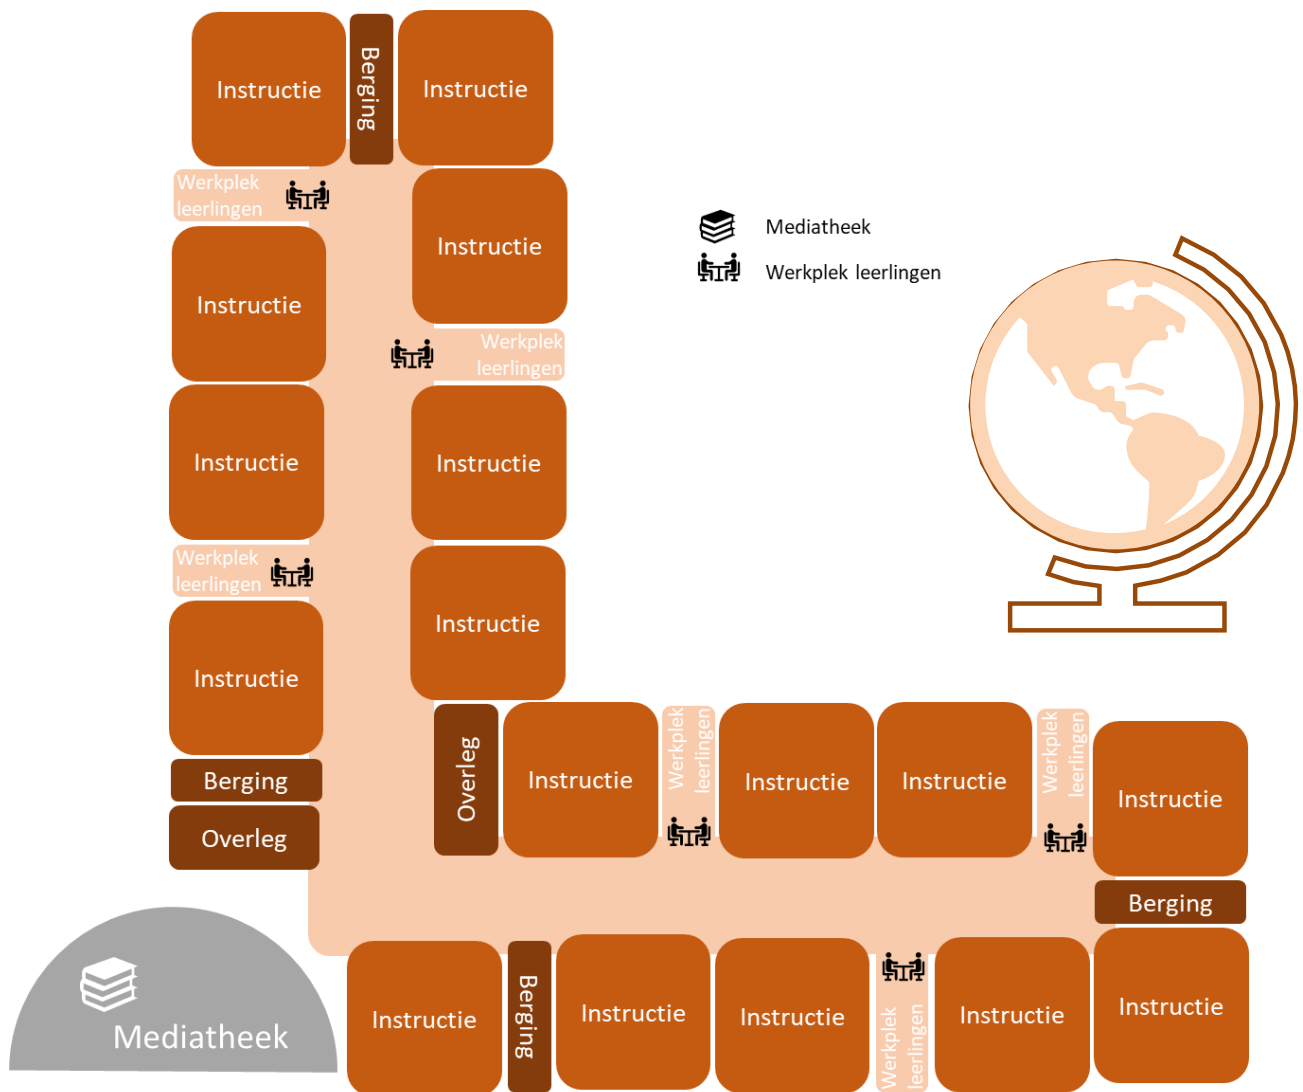 Instructie
Berging
Instructie
Werkplek
leerlingen
Instructie
Mediatheek
Instructie
Werkplek leerlingen
Werkplek
leerlingen
Instructie
Instructie
Werkplek
leerlingen
Instructie
Instructie
Berging
Overleg
Overleg
Instructie
Werkplek
leerlingen
Instructie
Instructie
Werkplek
leerlingen
Instructie
Berging
Mediatheek
Instructie
Berging
Instructie
Instructie
Werkplek
leerlingen
Instructie
Instructie